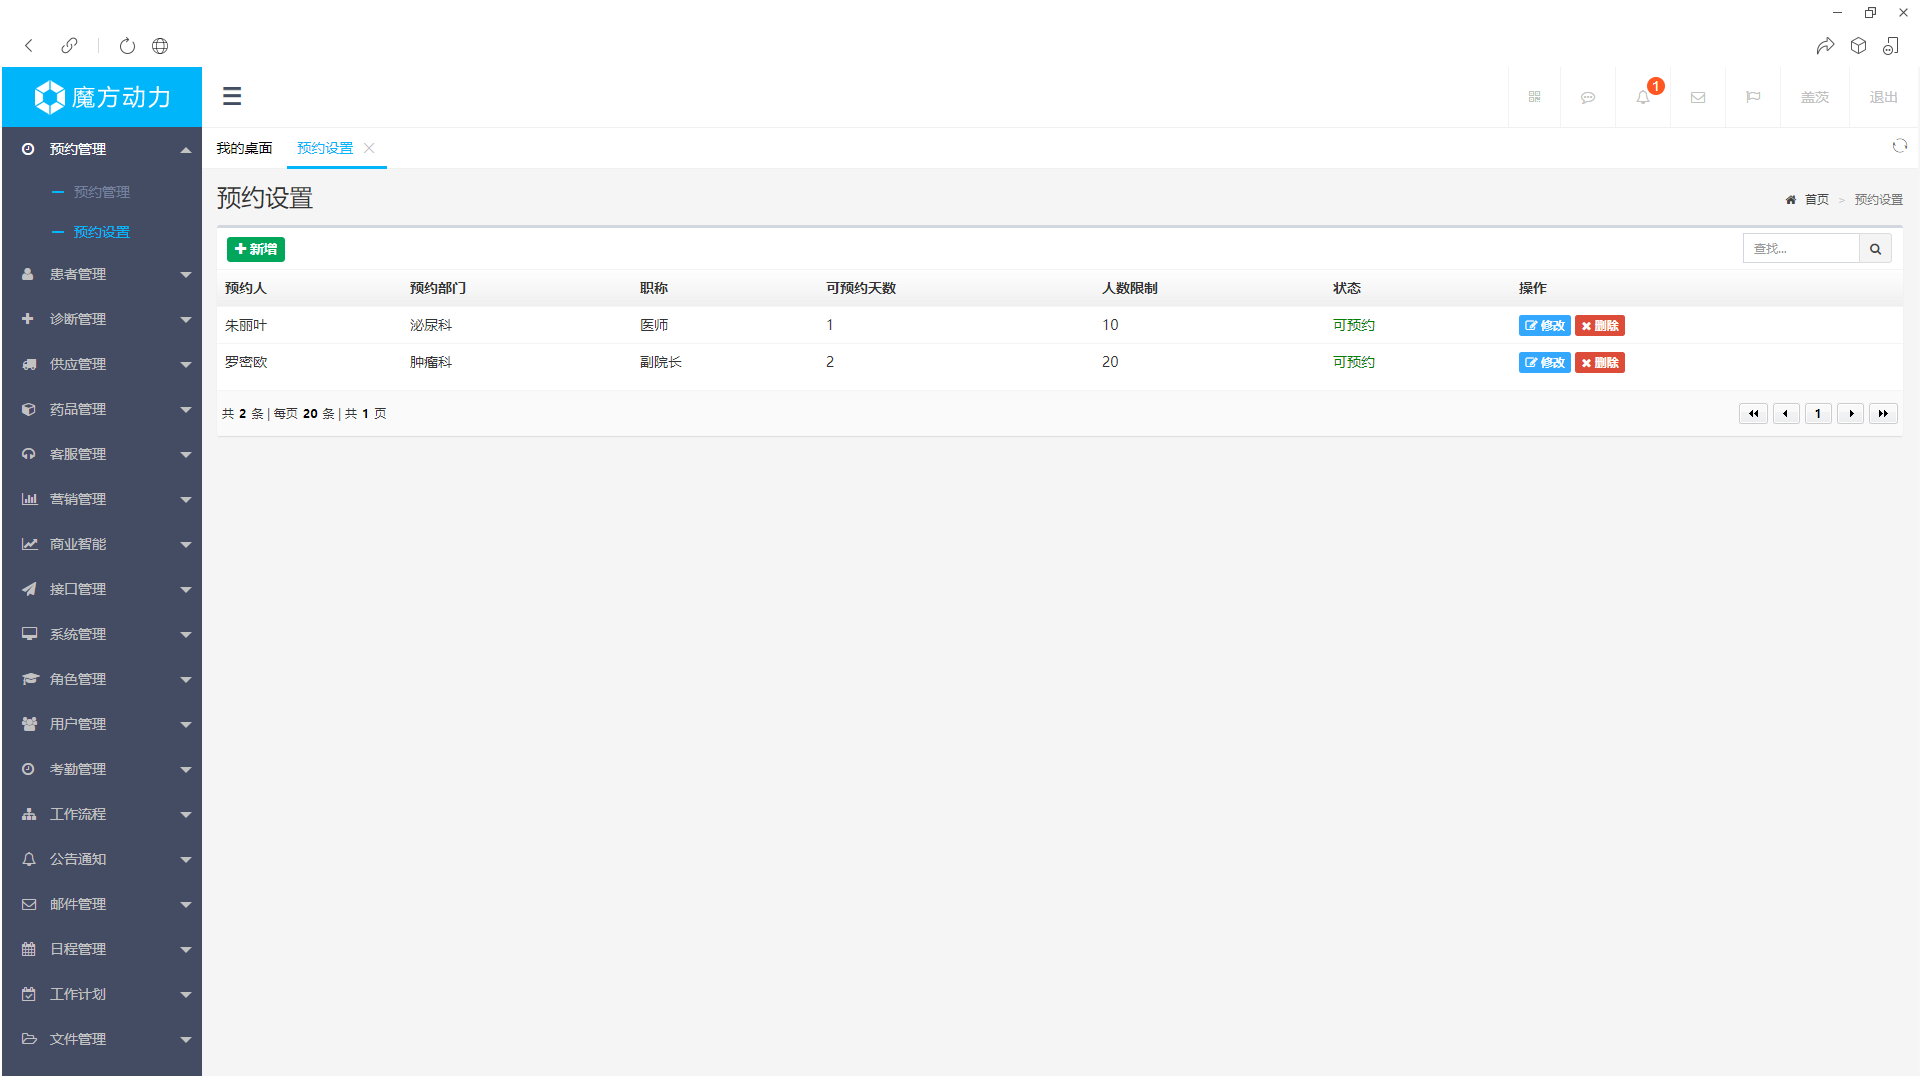 魔方动力
1
盖茨
退出
预约管理
预约管理
预约设置
患者管理
诊断管理
供应管理
药品管理
客服管理
营销管理
商业智能
接口管理
系统管理
角色管理
用户管理
考勤管理
工作流程
公告通知
邮件管理
日程管理
工作计划
文件管理
我的桌面 预约设置
预约设置
首页 > 预约设置
新增
查找...
预约人 预约部门 职称 可预约天数 人数限制 状态 操作
朱丽叶 泌尿科 医师 1 10 可预约 修改 删除
罗密欧 肿瘤科 副院长 2 20 可预约 修改 删除
共 2 条 | 每页 20 条 | 共 1 页
1